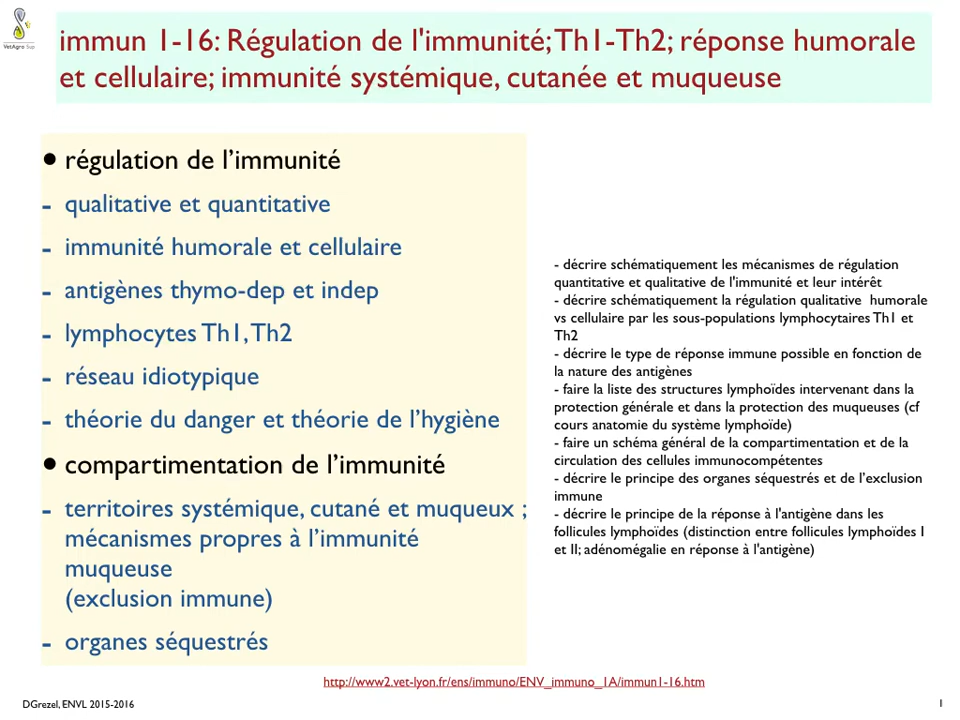 VetAgro Sup
immun 1-16: Régulation de l'immunité; Th1-Th2; réponse humorale
et cellulaire; immunité systémique, cutanée et muqueuse
• régulation de l’immunité
- qualitative et quantitative
- immunité humorale et cellulaire
- antigènes thymo-dep et indep
- lymphocytes Th1, Th2
- réseau idiotypique
- théorie du danger et théorie de l’hygiène
• compartimentation de l’immunité
- territoires systémique, cutané et muqueux ;
mécanismes propres à l’immunité
muqueuse
(exclusion immune)
- organes séquestrés
- décrire schématiquement les mécanismes de régulation
quantitative et qualitative de l'immunité et leur intérêt
- décrire schématiquement la régulation qualitative humorale
vs cellulaire par les sous-populations lymphocytaires Th1 et
Th2
- décrire le type de réponse immune possible en fonction de
la nature des antigènes
- faire la liste des structures lymphoïdes intervenant dans la
protection générale et dans la protection des muqueuses (cf
cours anatomie du système lymphoïde)
- faire un schéma général de la compartimentation et de la
circulation des cellules immunocompétentes
- décrire le principe des organes séquestrés et de l’exclusion
immune
- décrire le principe de la réponse à l'antigène dans les
follicules lymphoïdes (distinction entre follicules lymphoïdes I
et II; adénomégalie en réponse à l'antigène)
http://www2.vet-lyon.fr/ens/immuno/ENV_immuno_1A/immun1-16.htm
DGrezel, ENVL 2015-2016
1